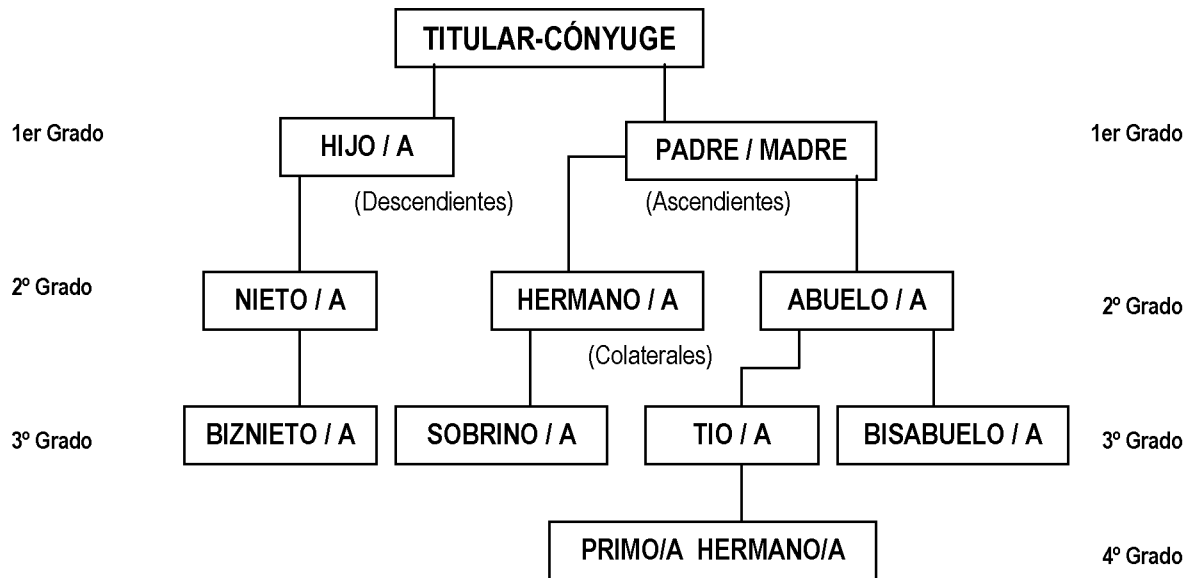 TITULAR-CÓNYUGE
1er Grado
HIJO / A
PADRE / MADRE
1er Grado
(Descendientes)
(Ascendientes)
2º Grado
NIETO / A
HERMANO / A
ABUELO / A
2º Grado
(Colaterales)
3º Grado
BIZNIETO / A
SOBRINO / A
TIO / A
BISABUELO / A
3º Grado
PRIMO/A HERMANO/A
4º Grado